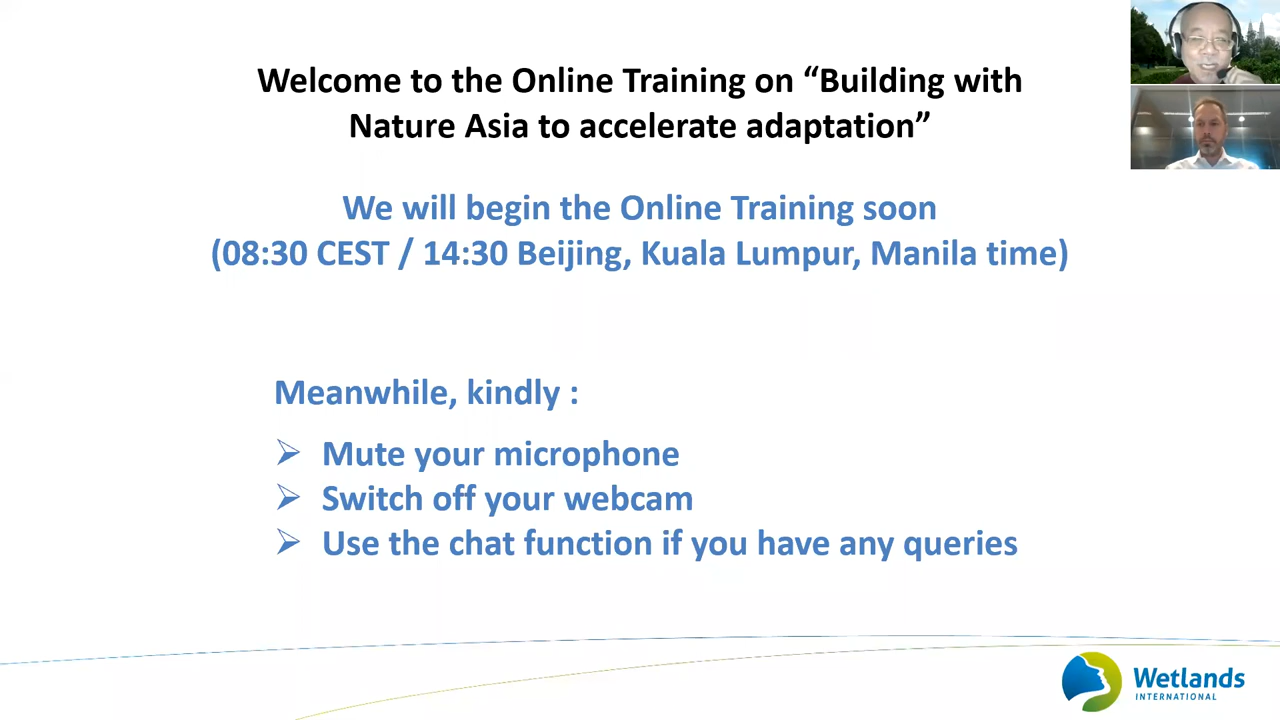 Welcome to the Online Training on “Building with
Nature Asia to accelerate adaptation”
We will begin the Online Training soon
(08:30 CEST / 14:30 Beijing, Kuala Lumpur, Manila time)
Meanwhile, kindly :
➢ Mute your microphone
➢ Switch off your webcam
➢ Use the chat function if you have any queries
Wetlands
INTERNATIONAL